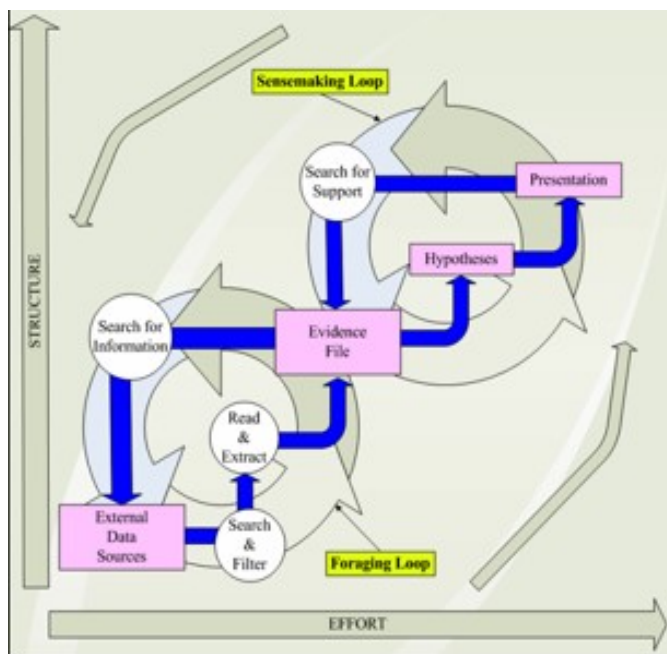 Sensemaking Loop
Search for
Support
Presentation
Hypotheses
STRUCTURE
Search for
Information
Evidence
File
Read
&
Extract
External
Data
Sources
Search
&
Filter
Foraging Loop
EFFORT